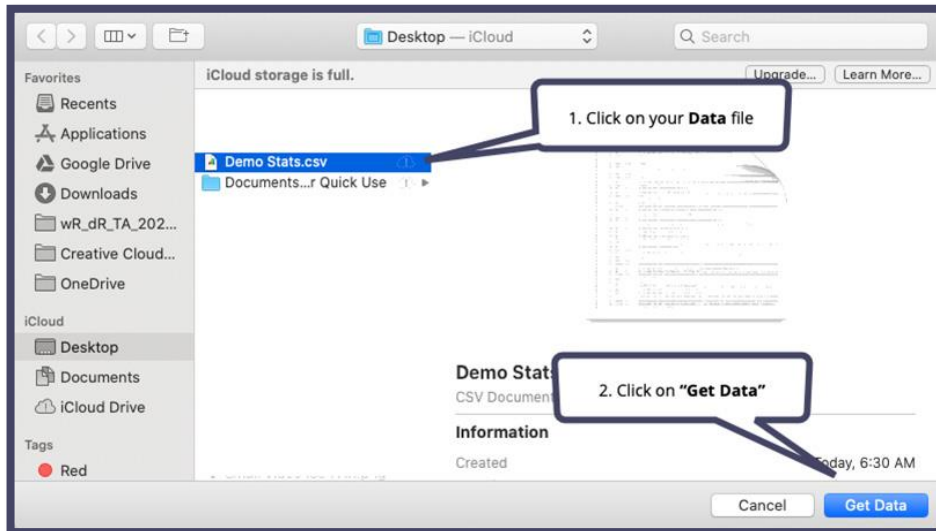 Desktop — iCloud
Search
Favorites
Recents
Applications
Google Drive
Downloads
wR_dR_TA_202...
Creative Cloud...
OneDrive
iCloud
Desktop
Documents
iCloud Drive
Tags
Red
iCloud storage is full.
Upgrade...
Learn More...
1. Click on your Data file
Demo Stats.csv
Documents...r Quick Use
Demo Stat
CSV Document
2. Click on “Get Data”
Information
Created
Today, 6:30 AM
Cancel
Get Data